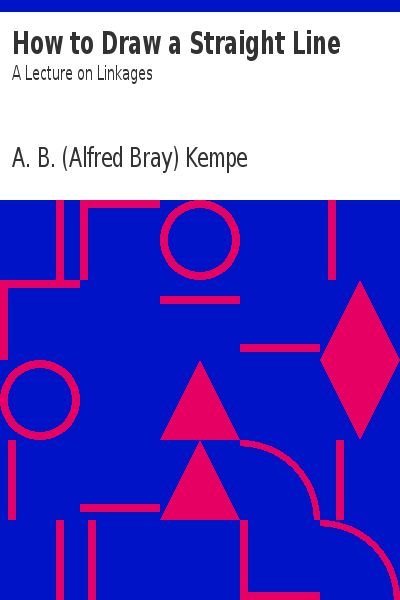 How to Draw a Straight Line
A Lecture on Linkages
A. B. (Alfred Bray) Kempe